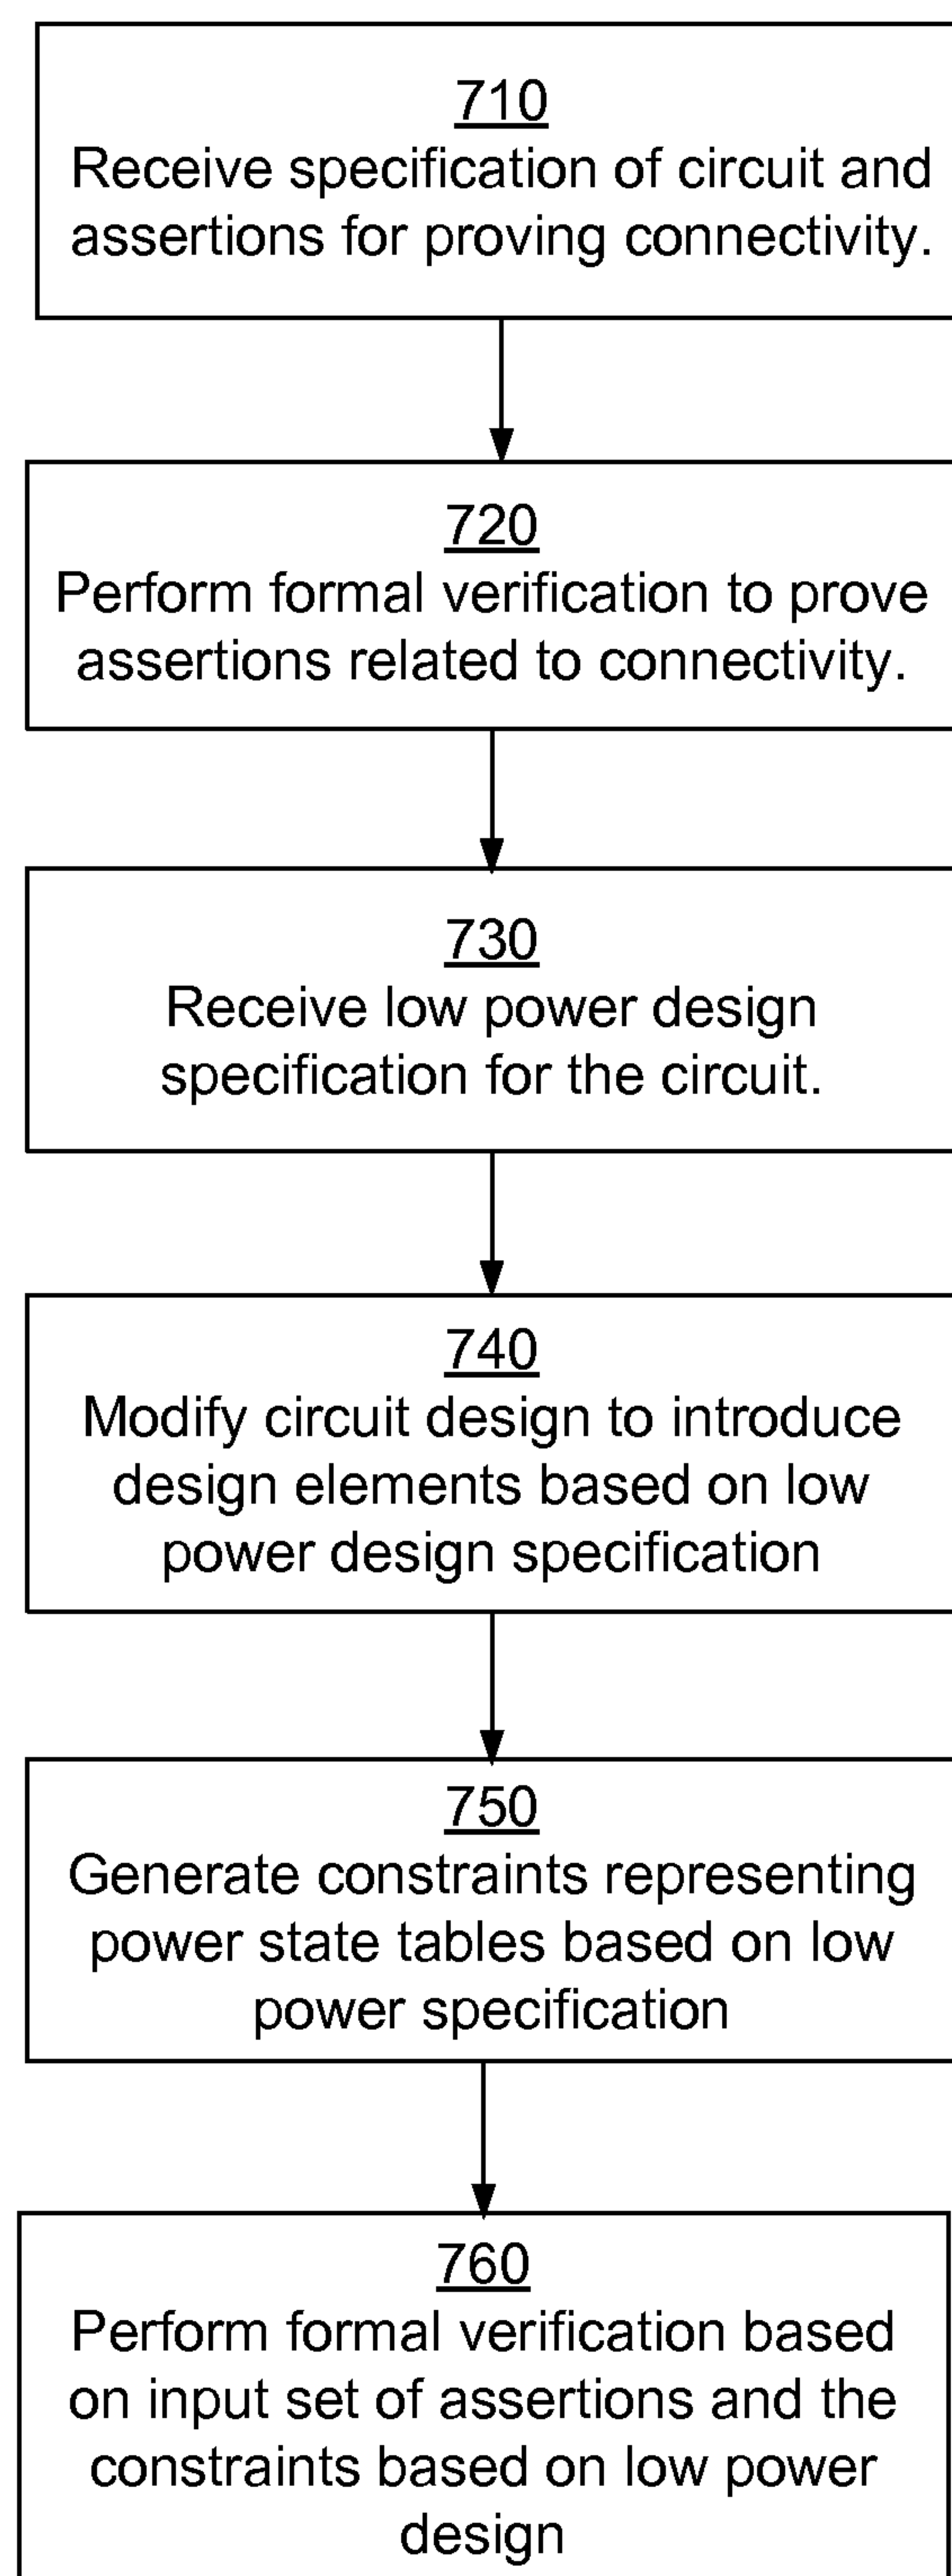 710
Receive specification of circuit and
assertions for proving connectivity.
720
Perform formal verification to prove
assertions related to connectivity.
730
Receive low power design
specification for the circuit.
740
Modify circuit design to introduce
design elements based on low
power design specification
750
Generate constraints representing
power state tables based on low
power specification
760
Perform formal verification based
on input set of assertions and the
constraints based on low power
design